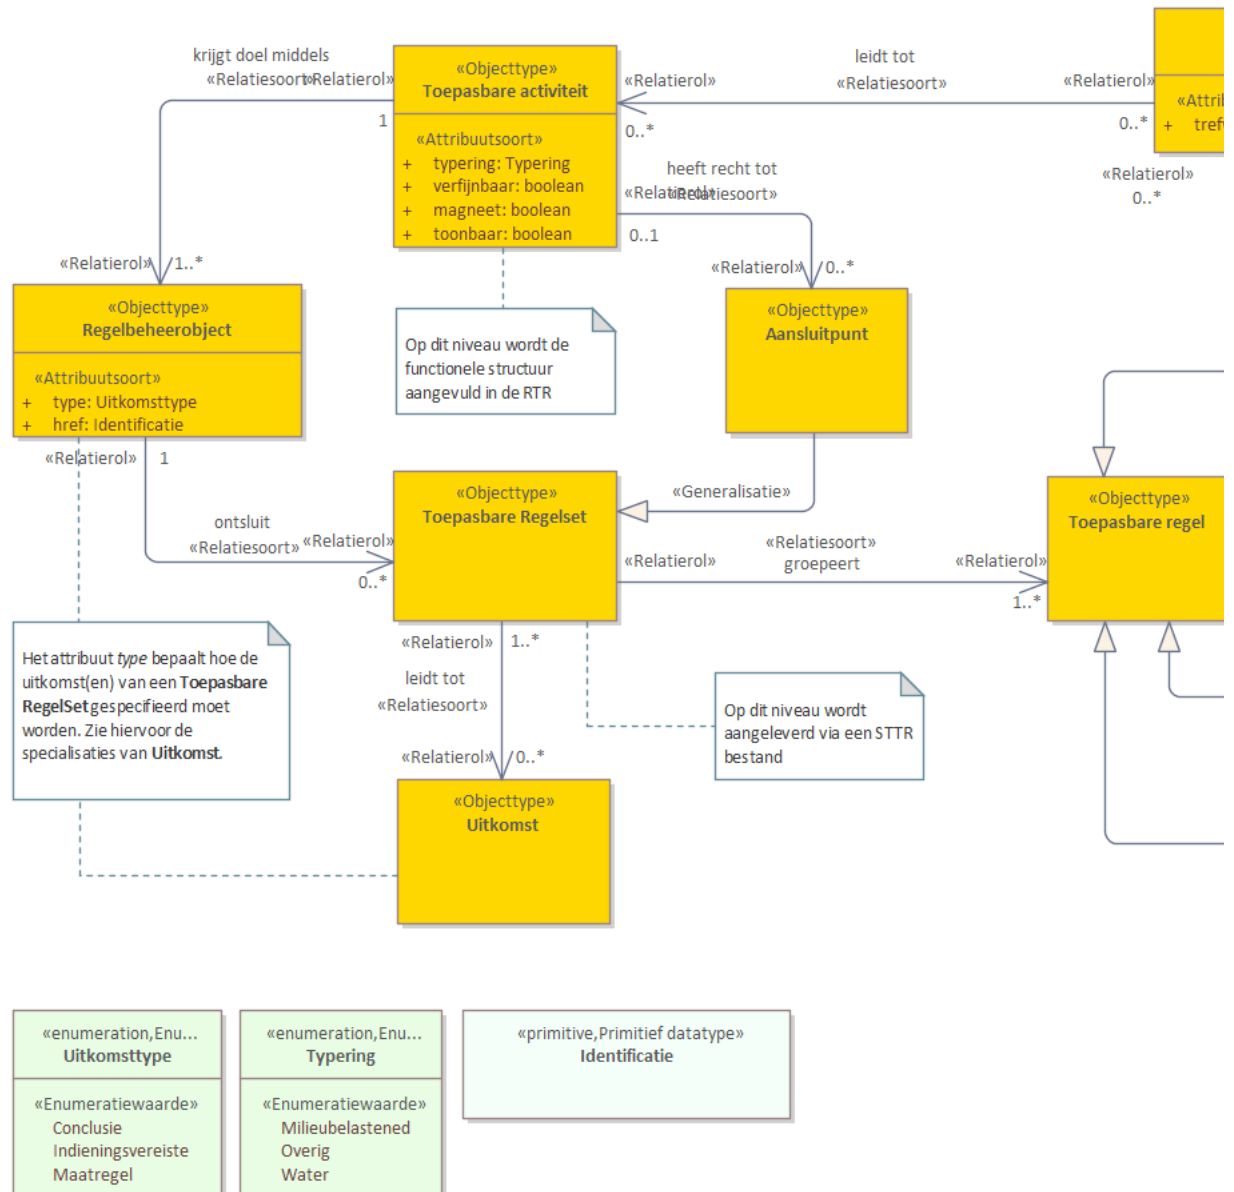 krijgt doel middels
«Relatiesoort»
«Relatierol»
1
«Objecttype»
Toepasbare activiteit
«Attribuutsoort»
+ typering: Typering
+ verfijnbaar: boolean
+ magneet: boolean
+ toonbaar: boolean
«Relatierol»
0..*
leidt tot
«Relatiesoort»
«Relatierol»
0..*
«Attri
+ tref
«Relatierol»
0..*
heeft recht tot
«Relatierol»
«Relatiesoort»
0..1
«Relatierol»
0..*
«Relatierol»
1..*
«Objecttype»
Regelbeheerobject
«Attribuutsoort»
+ type: Uitkomsttype
+ href: Identificatie
Op dit niveau wordt de
functionele structuur
aangevuld in de RTR
«Objecttype»
Aansluitpunt
«Relatierol»
1
ontsluit
«Relatiesoort»
«Relatierol»
0..*
«Objecttype»
Toepasbare Regelset
«Generalisatie»
«Relatierol»
«Relatiesoort»
groepeert
«Relatierol»
1..*
«Objecttype»
Toepasbare regel
Het attribuut type bepaalt hoe de
uitkomst(en) van een Toepasbare
RegelSet gespecifieerd moet
worden. Zie hiervoor de
specialisaties van Uitkomst.
«Relatierol»
1..*
leidt tot
«Relatiesoort»
«Relatierol»
0..*
Op dit niveau wordt
aangeleverd via een STTR
bestand
«Objecttype»
Uitkomst
«enumeration,Enu...
Uitkomsttype
«Enumeratiewaarde»
Conclusie
Indieningsvereiste
Maatregel
«enumeration,Enu...
Typering
«Enumeratiewaarde»
Milieubelastened
Overig
Water
«primitive,Primitief datatype»
Identificatie